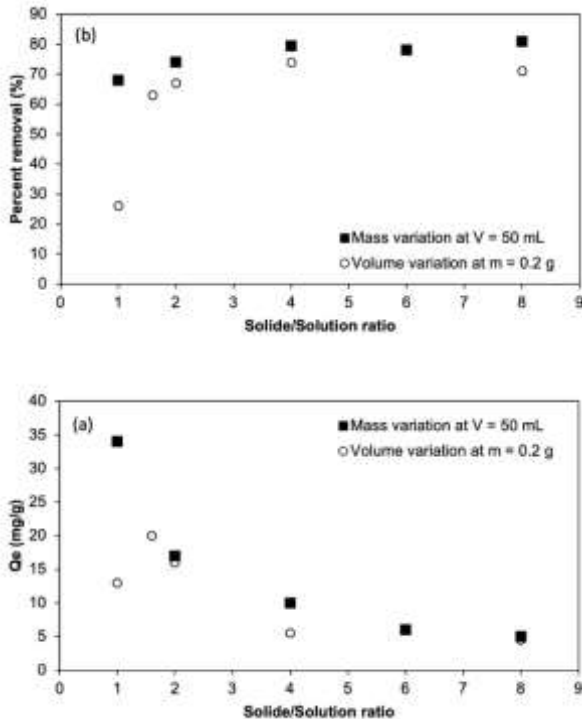 (b)
90
80
70
60
50
40
30
20
10
0
Percent removal (%)
■ Mass variation at V = 50 mL
○ Volume variation at m = 0.2 g
0 1 2 3 4 5 6 7 8 9
Solide/Solution ratio
(a)
40
35
30
25
20
15
10
5
0
Qe (mg/g)
■ Mass variation at V = 50 mL
○ Volume variation at m = 0.2 g
0 1 2 3 4 5 6 7 8 9
Solide/Solution ratio